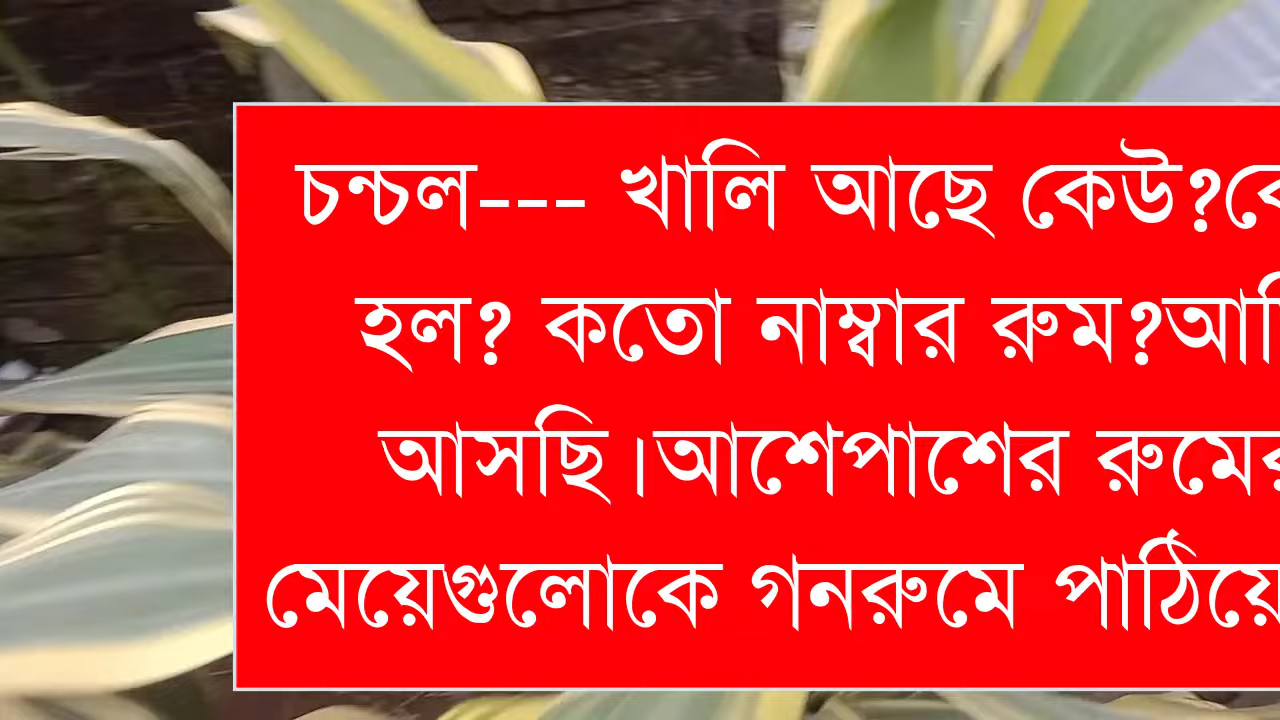 চন্চল--- খালি আছে কেউ?
হল? কতো নাম্বার রুম?
আসছি।আশেপাশের রুমের
মেয়েগুলোকে গনরুমে পাঠিয়ে